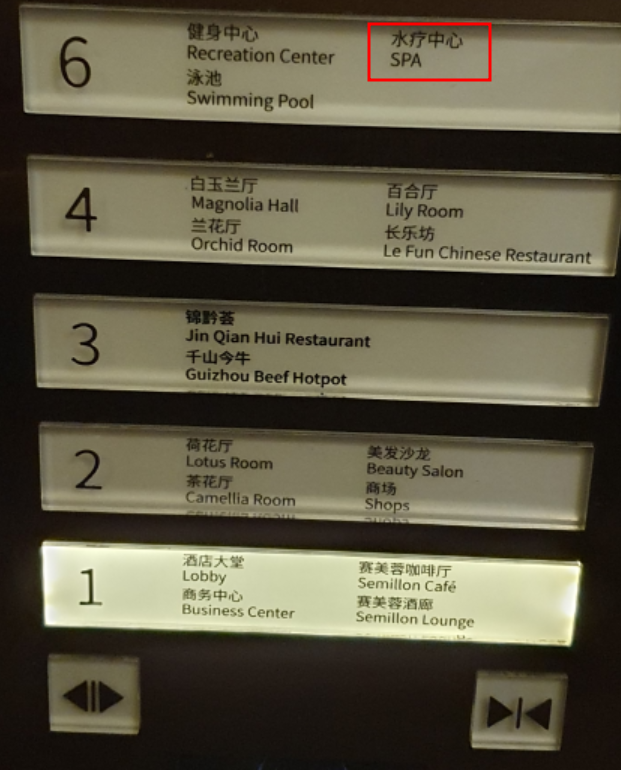 6
健身中心
Recreation Center
泳池
Swimming Pool
水疗中心
SPA
4
白玉兰厅
Magnolia Hall
兰花厅
Orchid Room
百合厅
Lily Room
长乐坊
Le Fun Chinese Restaurant
3
锦黔荟
Jin Qian Hui Restaurant
千山今牛
Guizhou Beef Hotpot
2
荷花厅
Lotus Room
茶花厅
Camellia Room
美发沙龙
Beauty Salon
商场
Shops
1
酒店大堂
Lobby
商务中心
Business Center
赛美蓉咖啡厅
Semillon Café
赛美蓉酒廊
Semillon Lounge